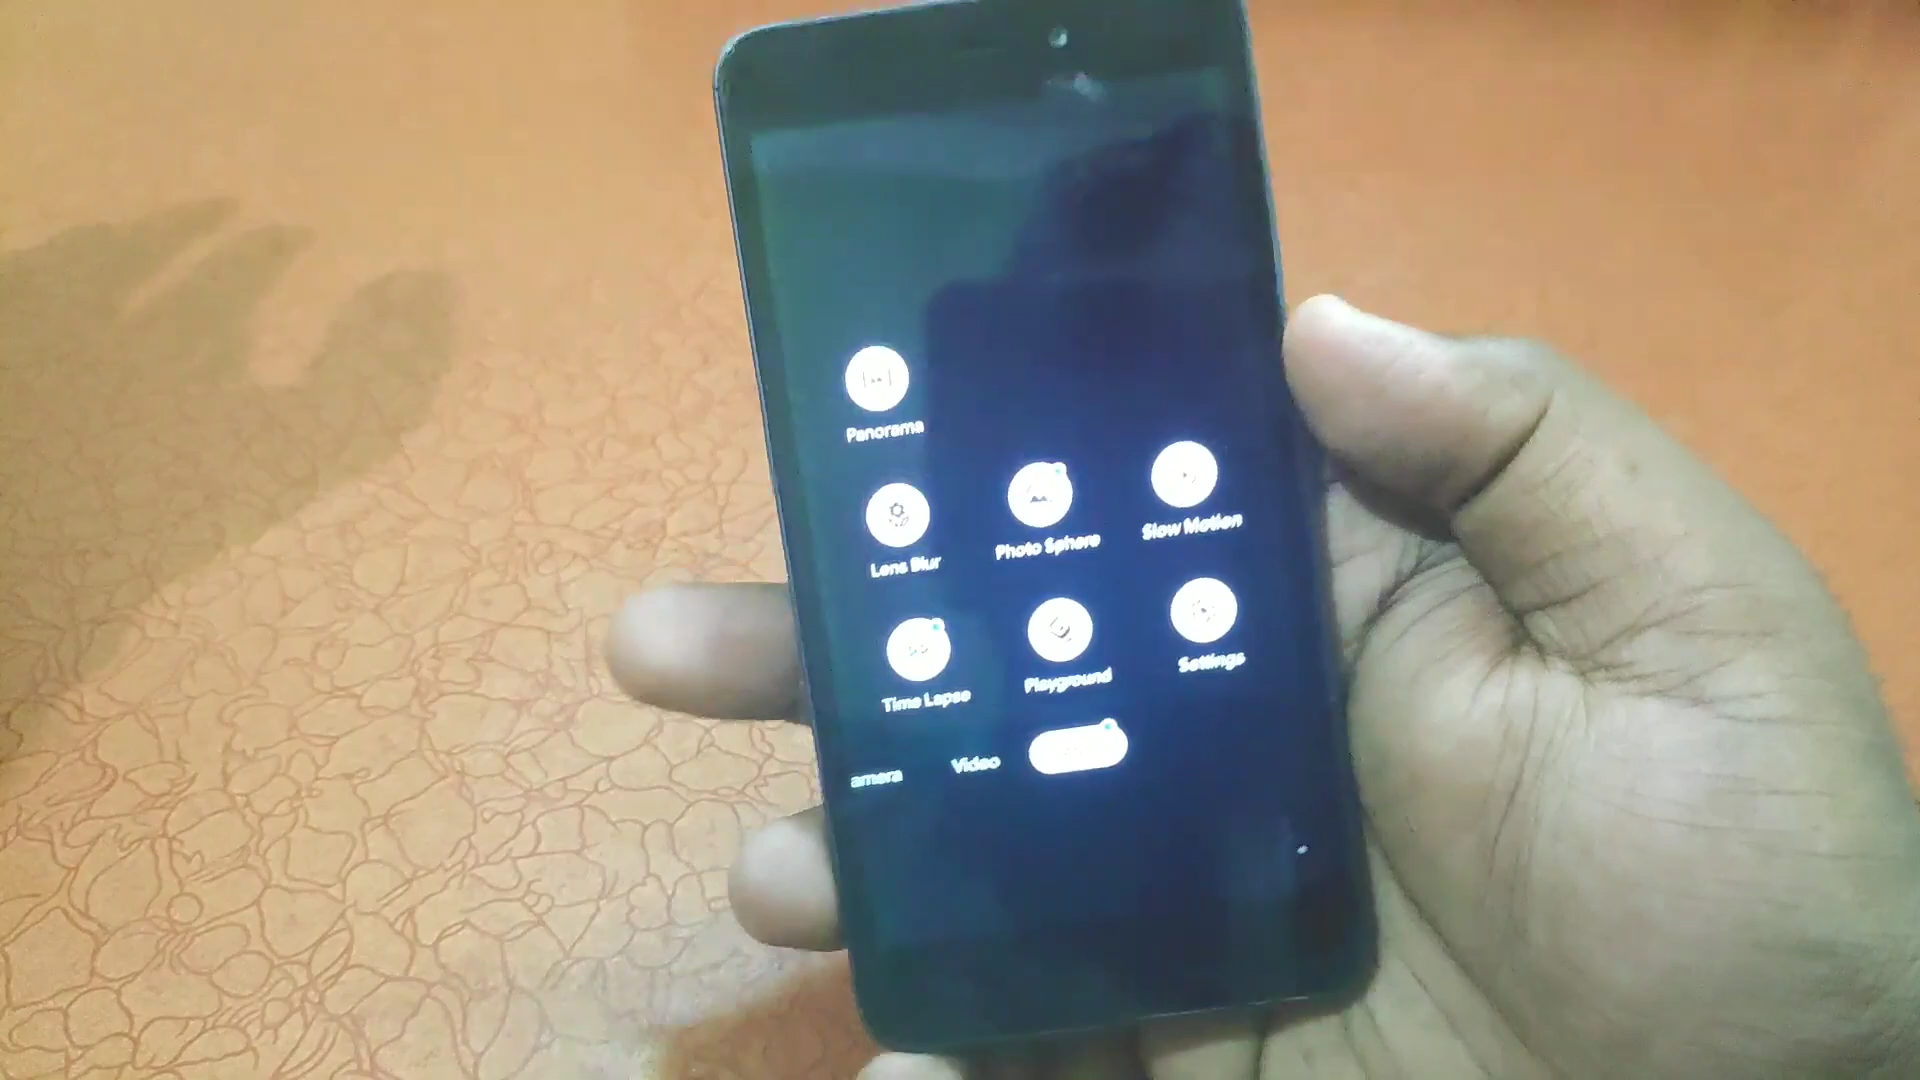 Panorama
Lens Blur
Photo Sphere
Slow Motion
Time Lapse
Playground
Settings
amera
Video